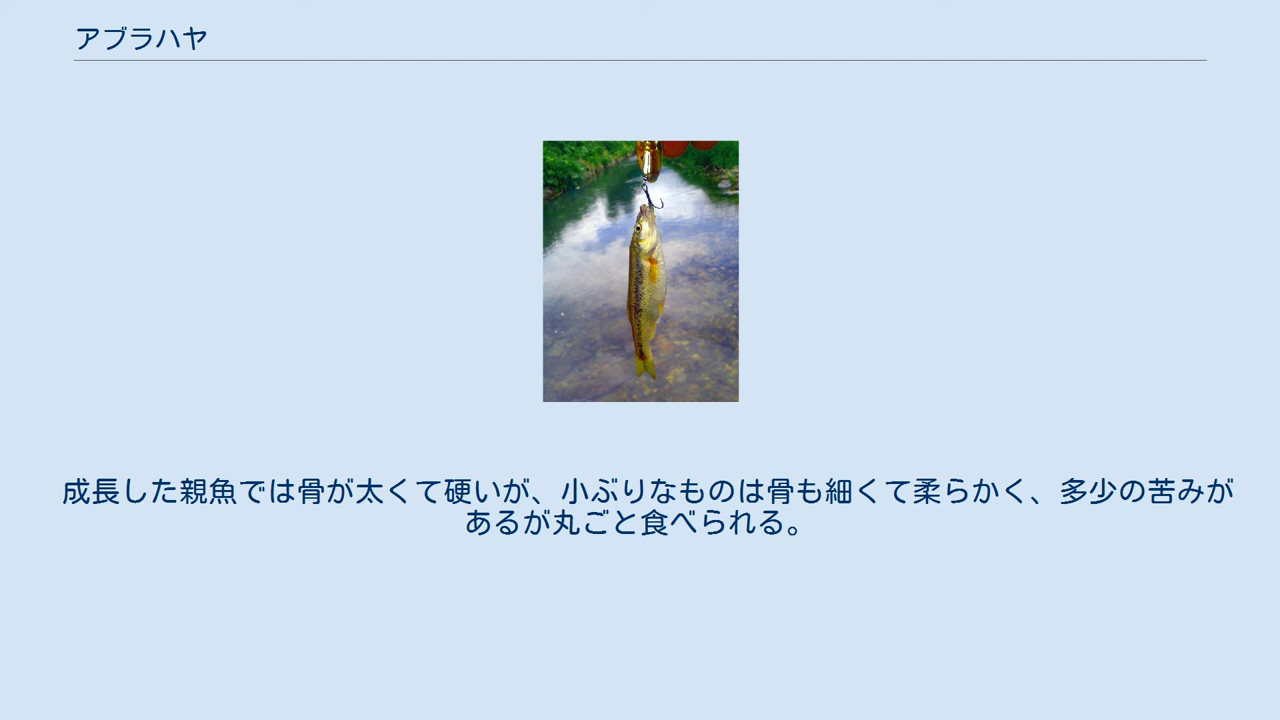 アブラハヤ
成長した親魚では骨が太くて硬いが、小ぶりなものは骨も細くて柔らかく、多少の苦みが
あるが丸ごと食べられる。